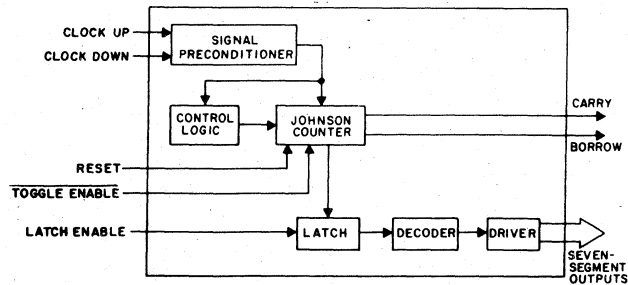 CLOCK UP
CLOCK DOWN
SIGNAL
PRECONDITIONER
CONTROL
LOGIC
JOHNSON
COUNTER
CARRY
BORROW
RESET
TOGGLE ENABLE
LATCH ENABLE
LATCH
DECODER
DRIVER
SEVEN-
SEGMENT
OUTPUTS